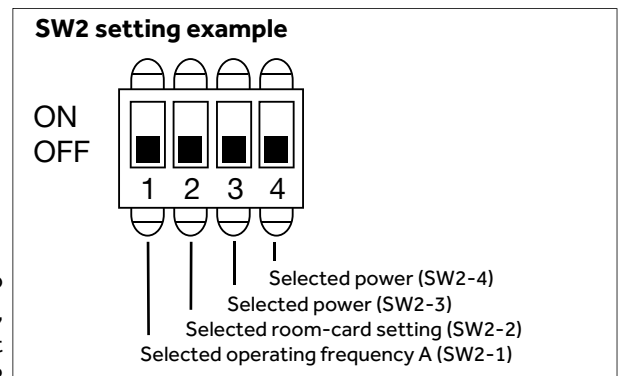 SW2 setting example
ON
OFF
1 2 3 4
Selected power (SW2-4)
Selected power (SW2-3)
Selected room-card setting (SW2-2)
Selected operating frequency A (SW2-1)